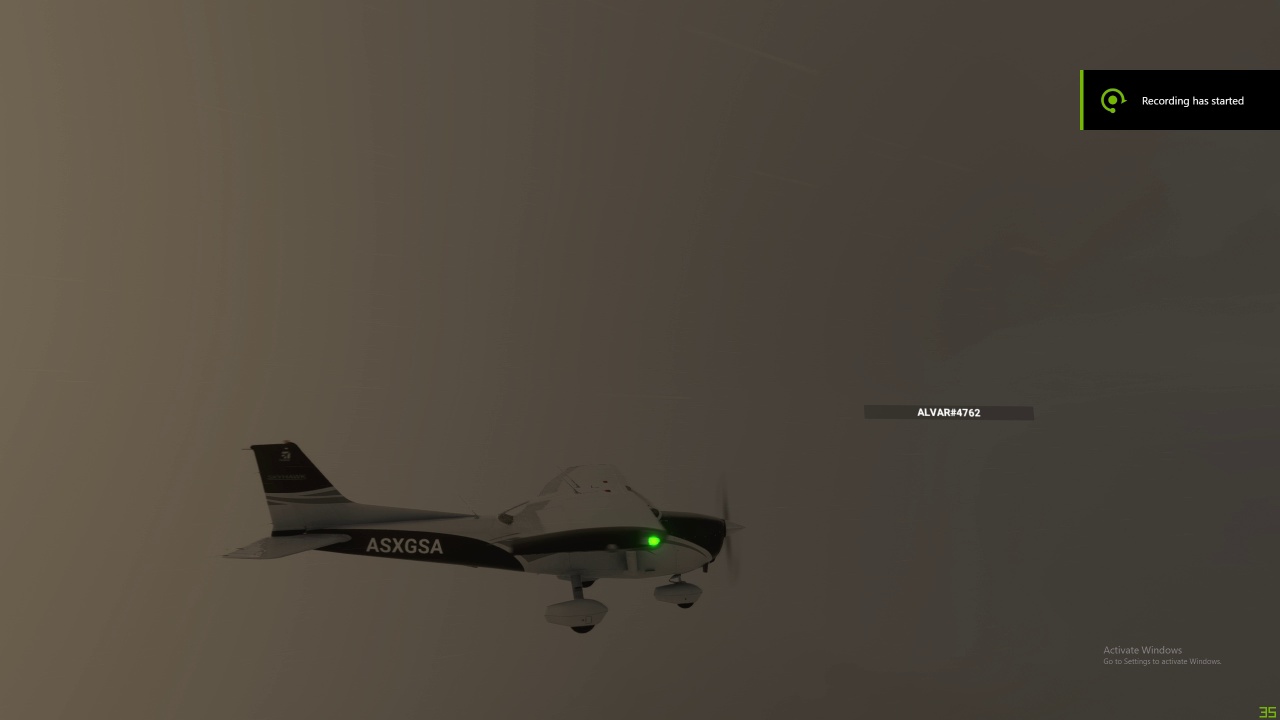 Recording has started
ALVAR#4762
ASXGSA
Activate Windows
Go to Settings to activate Windows.
35